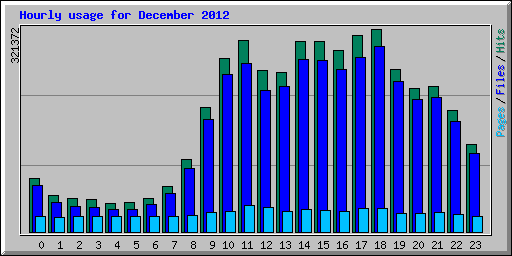 Hourly usage for December 2012
321372
Pages/Files/Hits
0 1 2 3 4 5 6 7 8 9 10 11 12 13 14 15 16 17 18 19 20 21 22 23